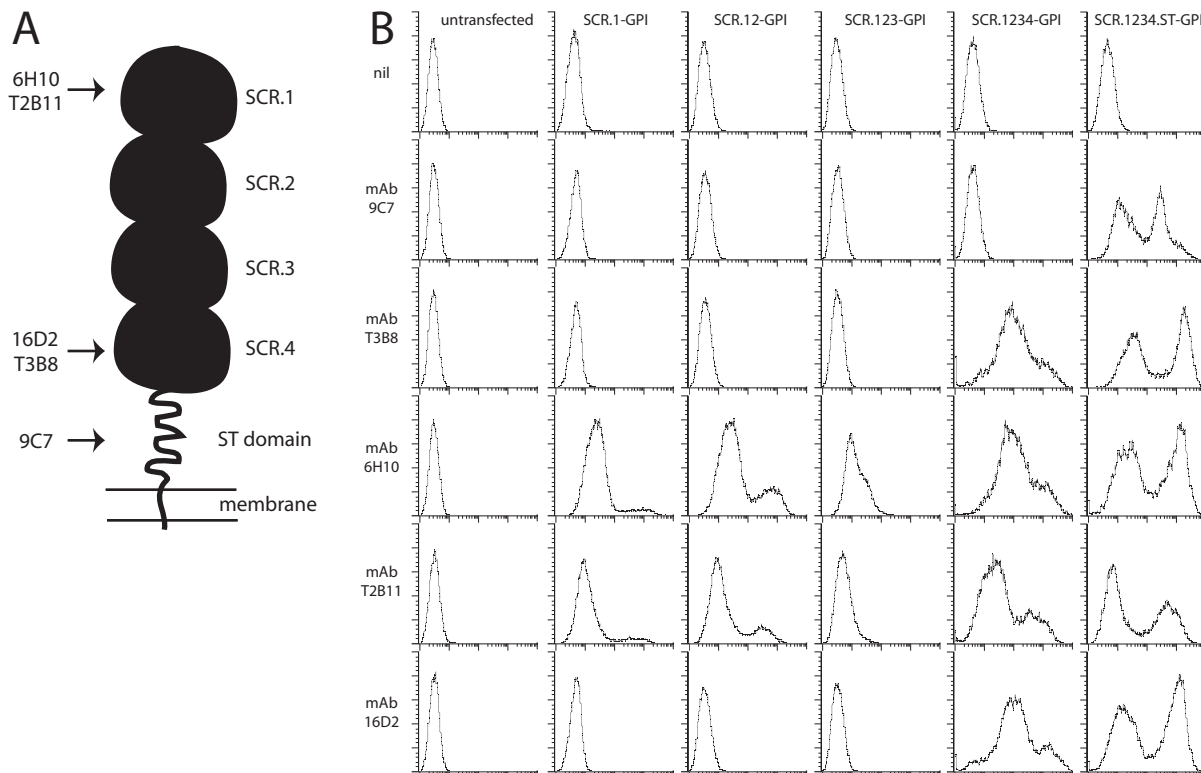 A
6H10
T2B11
SCR.1
SCR.2
SCR.3
16D2
T3B8
SCR.4
9C7
ST domain
membrane
B
untransfected
SCR.1-GPI
SCR.12-GPI
SCR.123-GPI
SCR.1234-GPI
SCR.1234.ST-GPI
nil
mAb
9C7
mAb
T3B8
mAb
6H10
mAb
T2B11
mAb
16D2